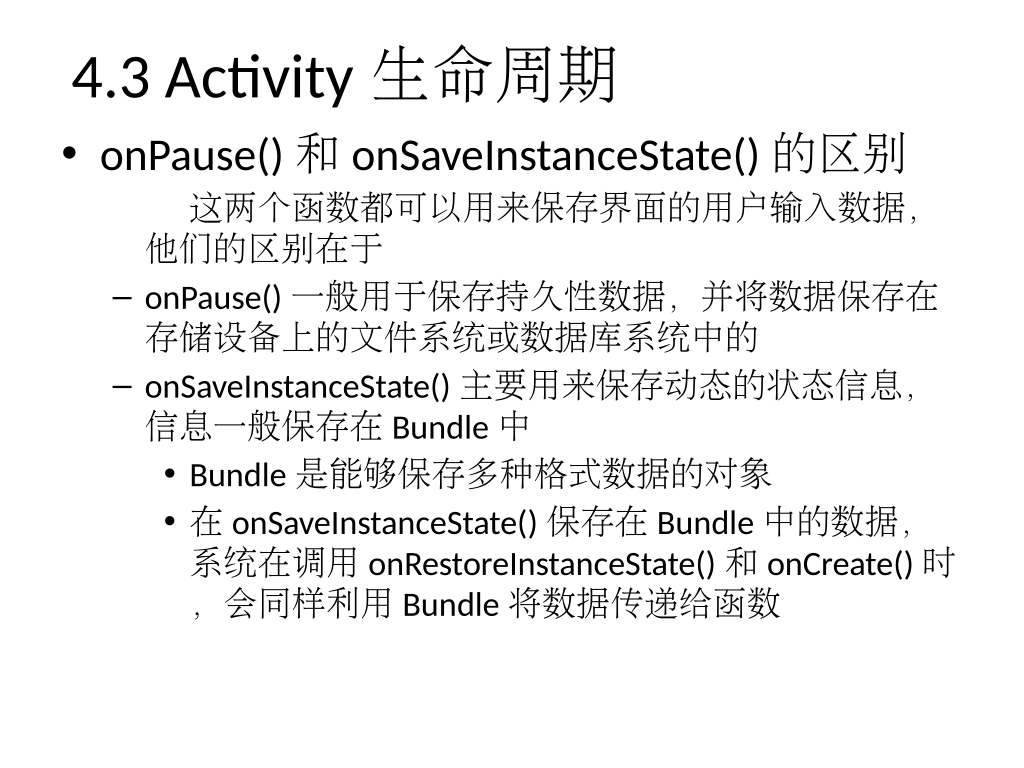 4.3 Activity 生命周期
• onPause() 和 onSaveInstanceState() 的区别
这两个函数都可以用来保存界面的用户输入数据，
他们的区别在于
– onPause() 一般用于保存持久性数据，并将数据保存在
存储设备上的文件系统或数据库系统中的
– onSaveInstanceState() 主要用来保存动态的状态信息，
信息一般保存在 Bundle 中
• Bundle 是能够保存多种格式数据的对象
• 在 onSaveInstanceState() 保存在 Bundle 中的数据，
系统在调用 onRestoreInstanceState() 和 onCreate() 时
，会同样利用 Bundle 将数据传递给函数